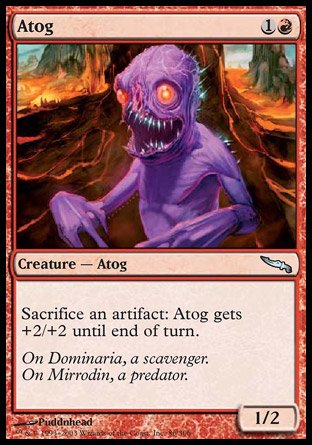 Atog 1
Creature — Atog
Sacrifice an artifact: Atog gets
+2/+2 until end of turn.
On Dominaria, a scavenger.
On Mirrodin, a predator.
Puddnhead
1/2